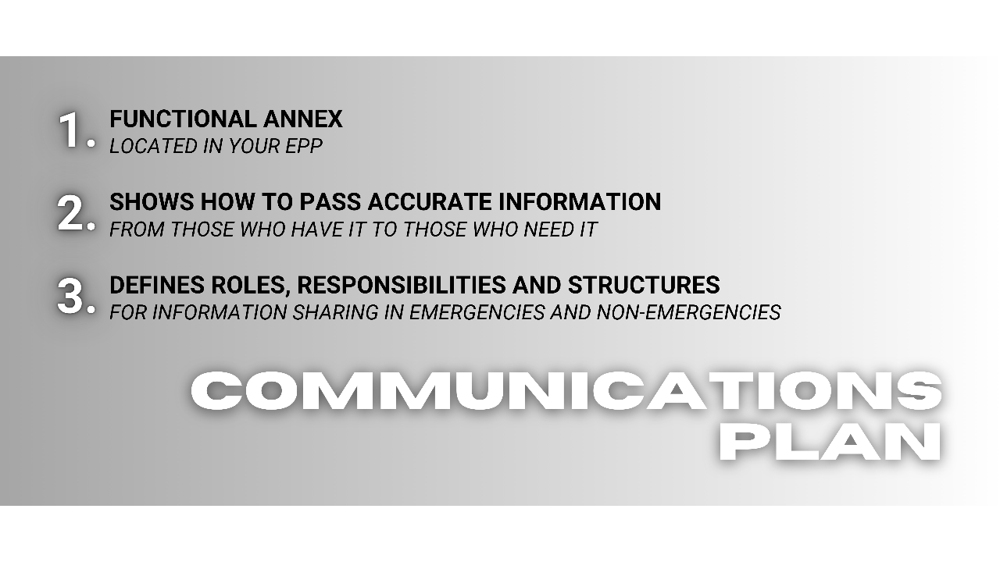 1. FUNCTIONAL ANNEX
LOCATED IN YOUR EPP
2. SHOWS HOW TO PASS ACCURATE INFORMATION
FROM THOSE WHO HAVE IT TO THOSE WHO NEED IT
3. DEFINES ROLES, RESPONSIBILITIES AND STRUCTURES
FOR INFORMATION SHARING IN EMERGENCIES AND NON-EMERGENCIES
COMMUNICATIONS
PLAN